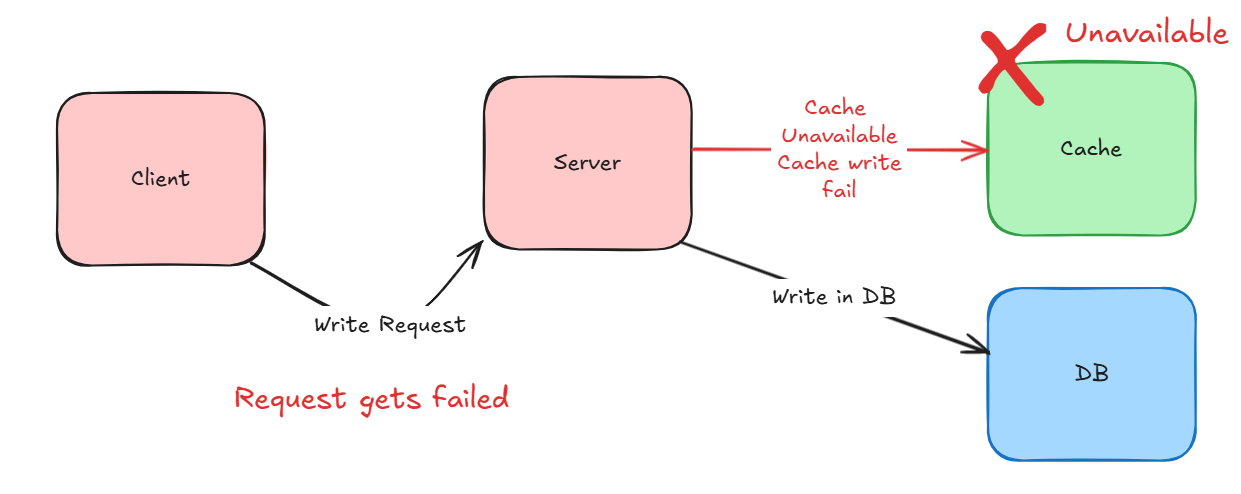 Unavailable
Cache
Unavailable
Cache write
fail
Client
Server
Cache
Write in DB
Write Request
DB
Request gets failed